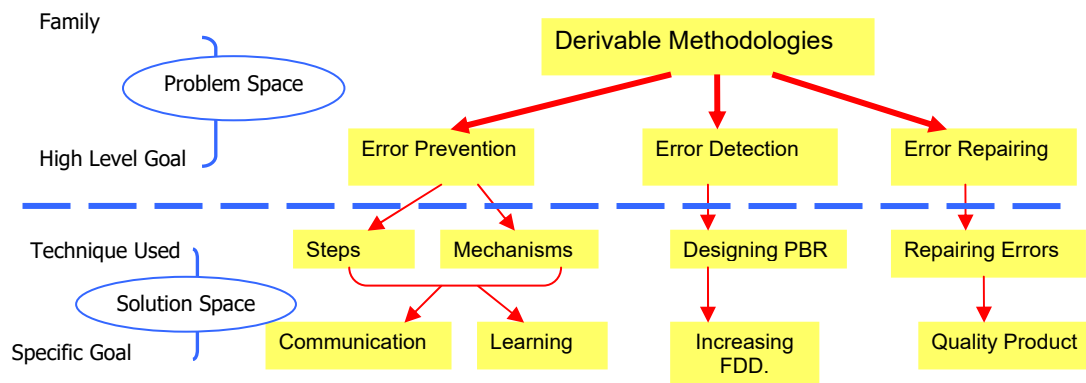 Family
Derivable Methodologies
Problem Space
High Level Goal
Error Prevention
Error Detection
Error Repairing
Technique Used
Steps
Mechanisms
Designing PBR
Repairing Errors
Solution Space
Specific Goal
Communication
Learning
Increasing
FDD.
Quality Product